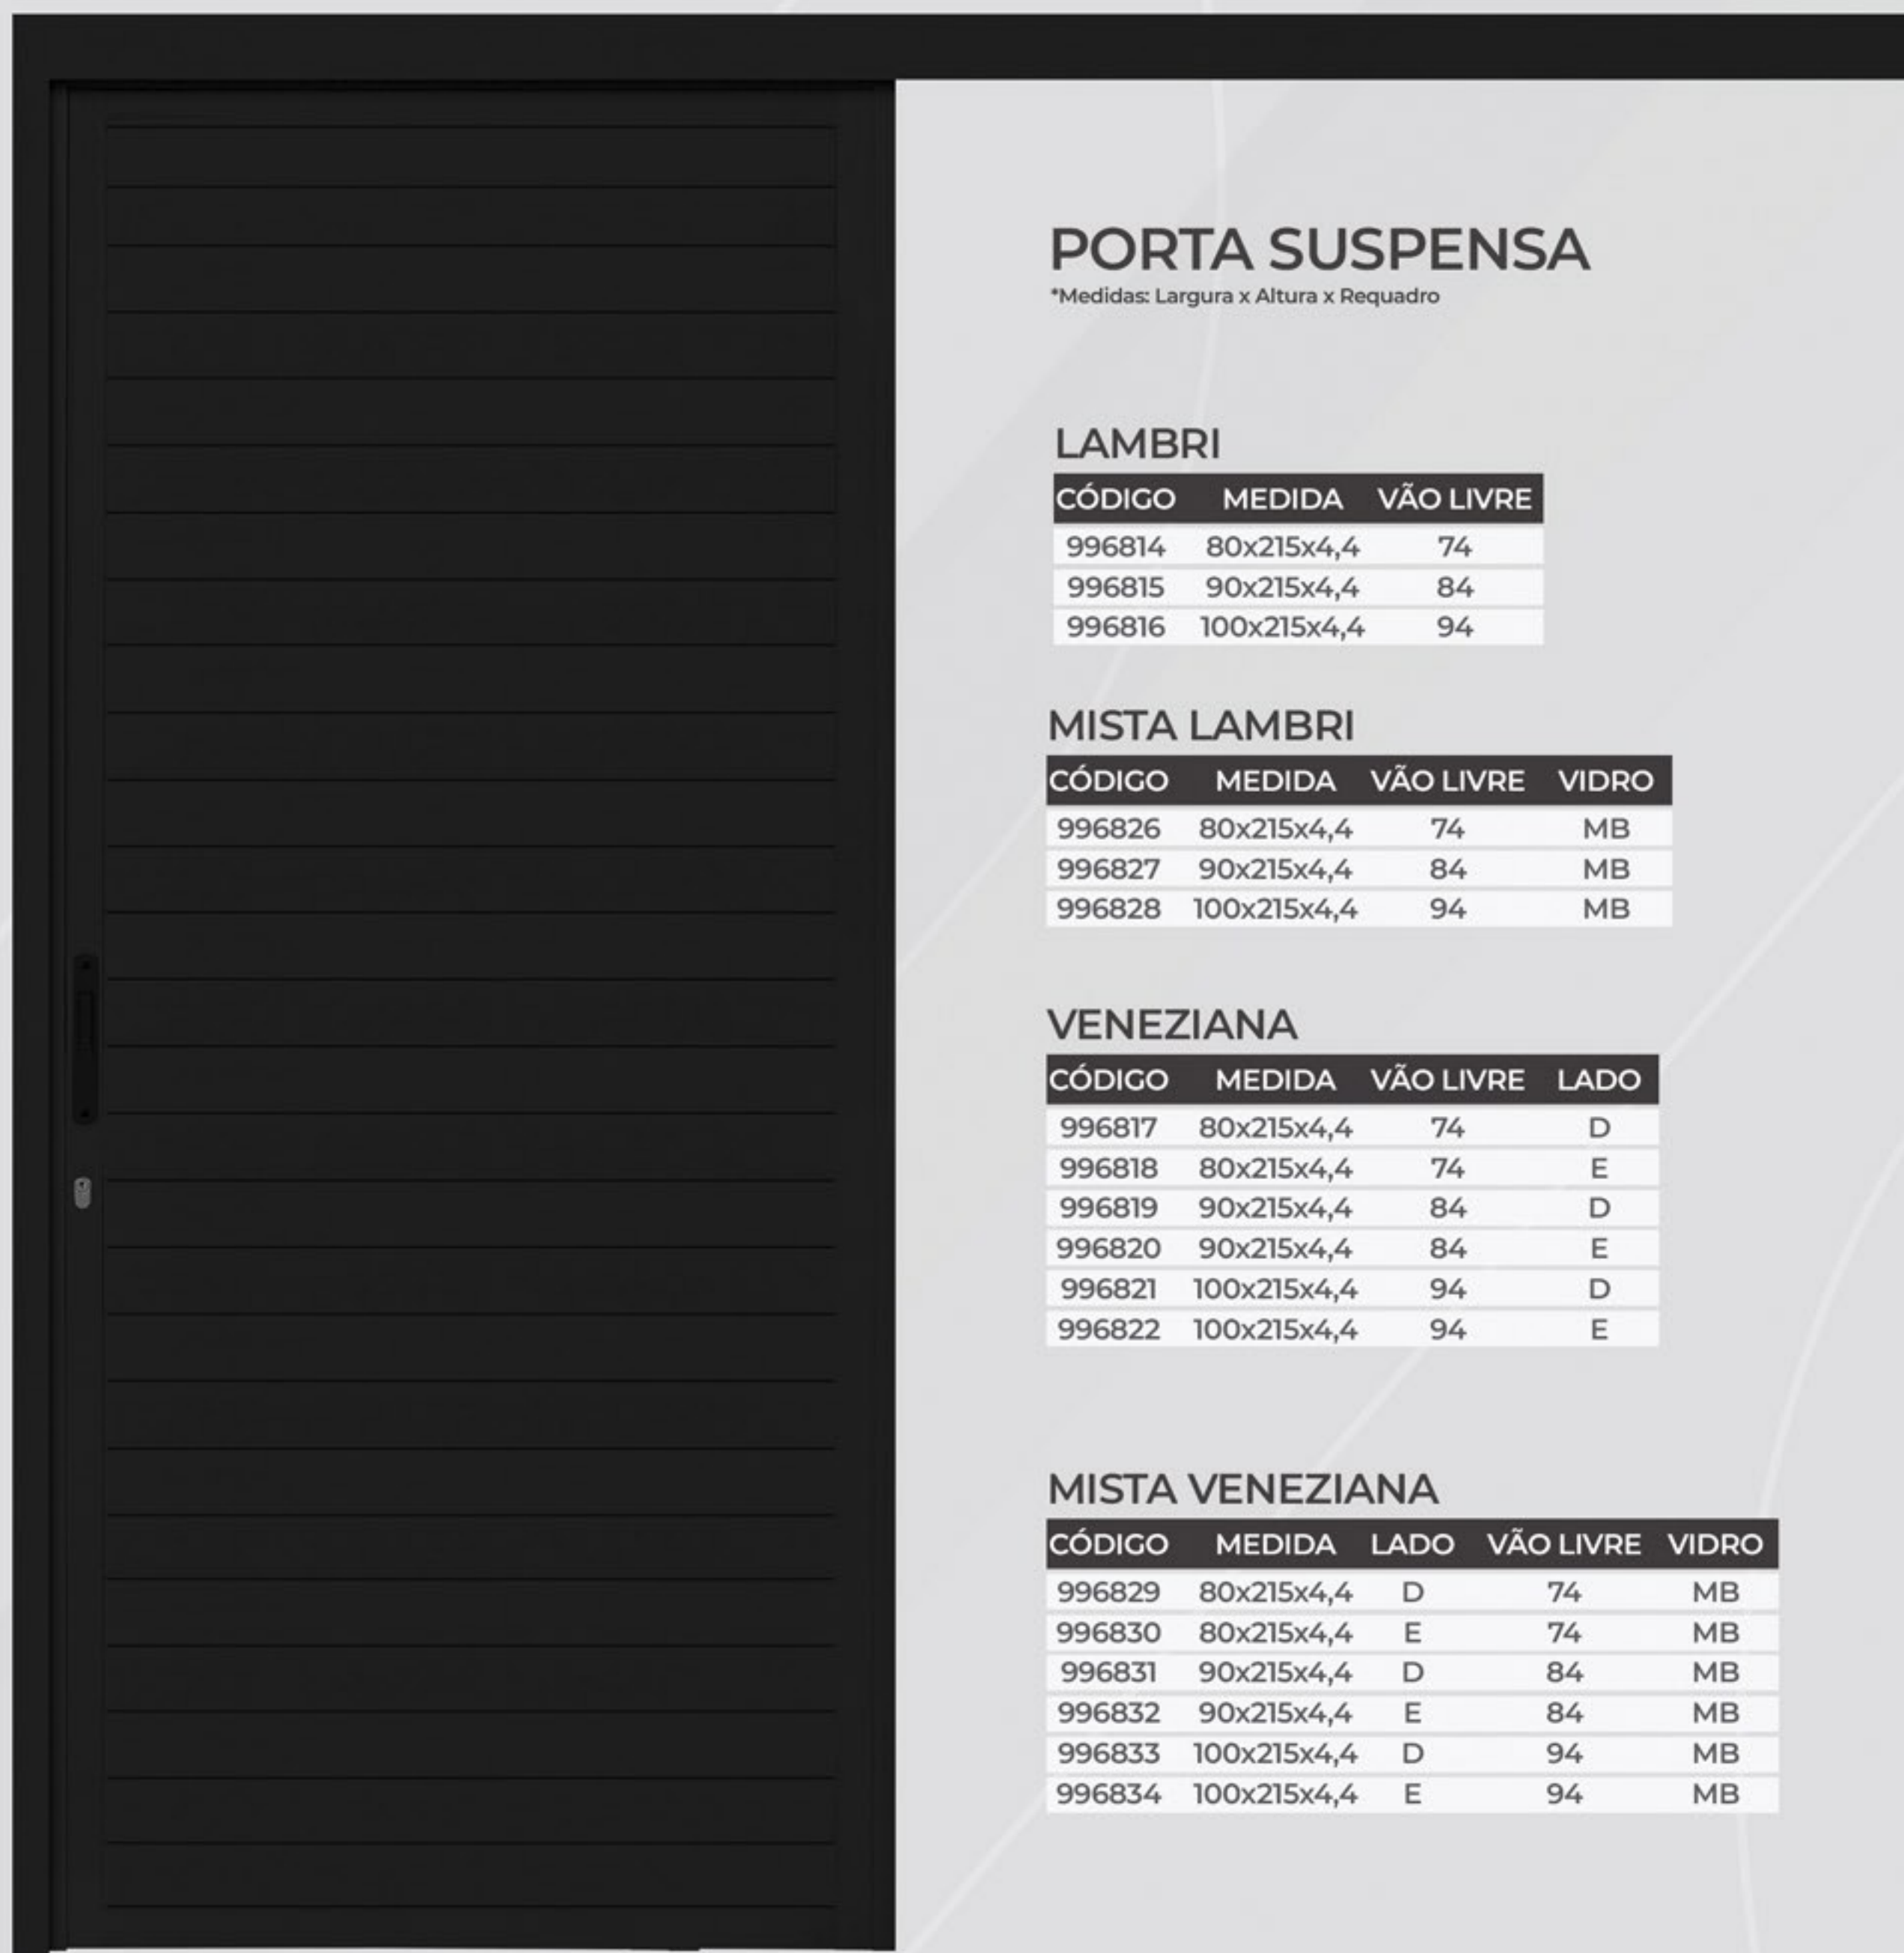 PORTA SUSPENSA
*Medidas: Largura x Altura x Requadro
LAMBRI
CÓDIGO MEDIDA VÃO LIVRE
996814 80x215x4,4 74
996815 90x215x4,4 84
996816 100x215x4,4 94
MISTA LAMBRI
CÓDIGO MEDIDA VÃO LIVRE VIDRO
996826 80x215x4,4 74 MB
996827 90x215x4,4 84 MB
996828 100x215x4,4 94 MB
VENEZIANA
CÓDIGO MEDIDA VÃO LIVRE LADO
996817 80x215x4,4 74 D
996818 80x215x4,4 74 E
996819 90x215x4,4 84 D
996820 90x215x4,4 84 E
996821 100x215x4,4 94 D
996822 100x215x4,4 94 E
MISTA VENEZIANA
CÓDIGO MEDIDA LADO VÃO LIVRE VIDRO
996829 80x215x4,4 D 74 MB
996830 80x215x4,4 E 74 MB
996831 90x215x4,4 D 84 MB
996832 90x215x4,4 E 84 MB
996833 100x215x4,4 D 94 MB
996834 100x215x4,4 E 94 MB